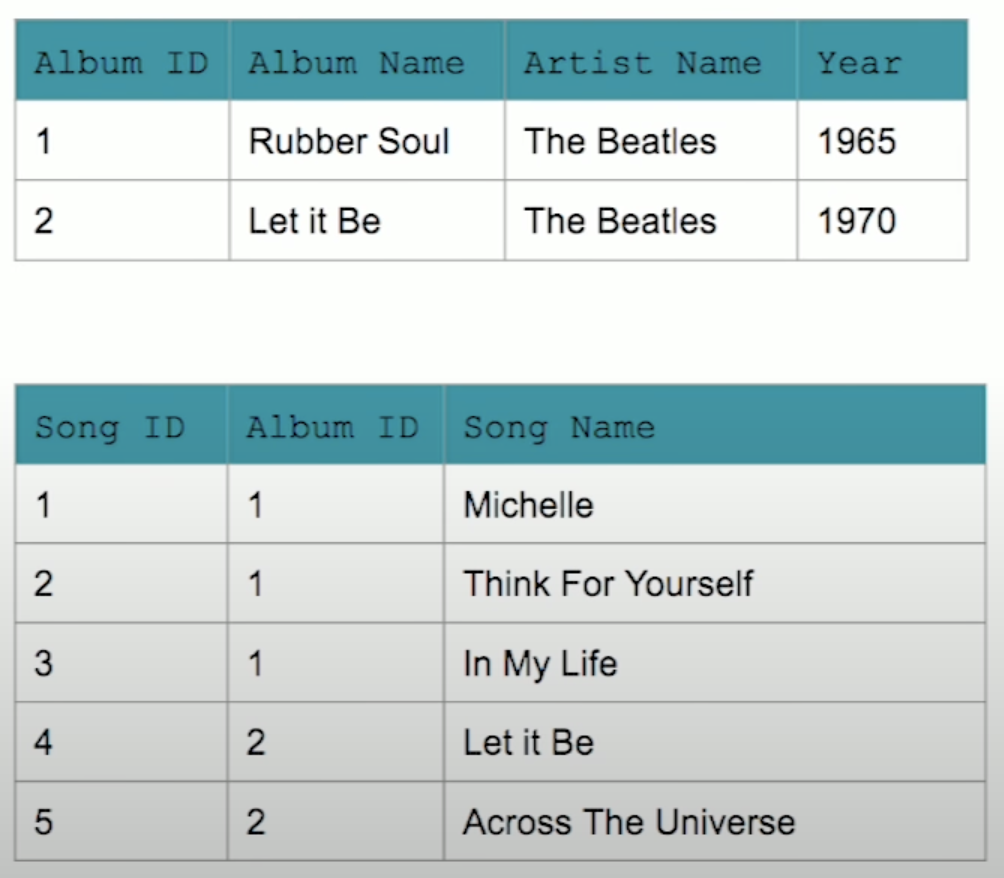 Album ID Album Name Artist Name Year
1 Rubber Soul The Beatles 1965
2 Let it Be The Beatles 1970
Song ID Album ID Song Name
1 1 Michelle
2 1 Think For Yourself
3 1 In My Life
4 2 Let it Be
5 2 Across The Universe